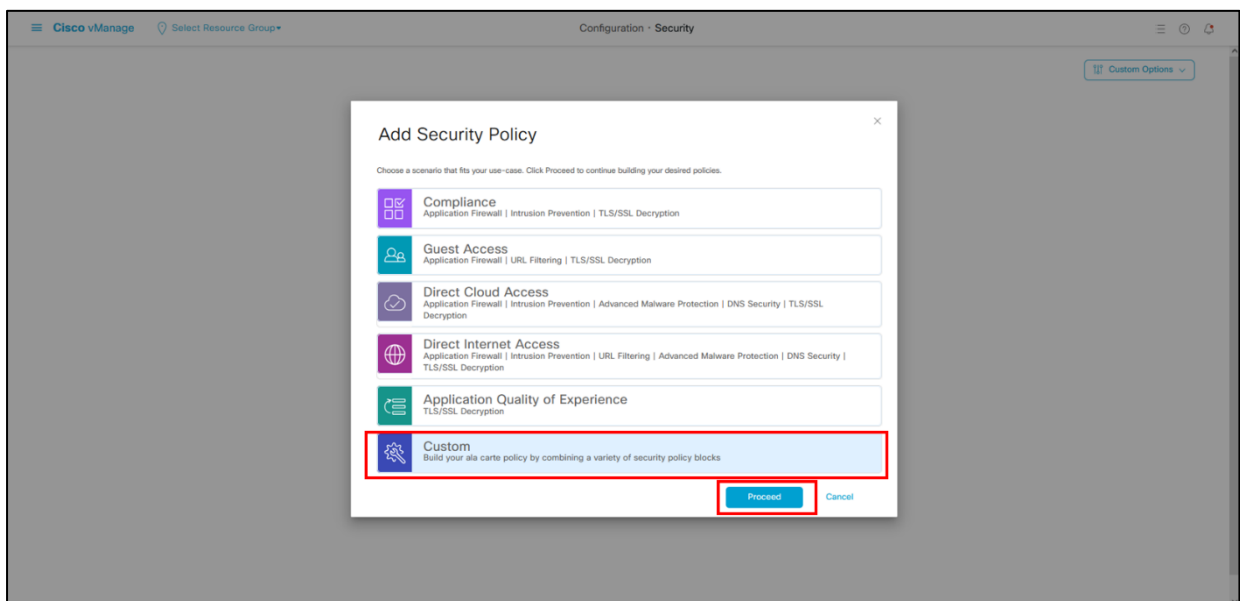 Cisco vManage
Select Resource Group▾
Configuration · Security
Custom Options
Add Security Policy
Choose a scenario that fits your use-case. Click Proceed to continue building your desired policies.
Compliance
Application Firewall | Intrusion Prevention | TLS/SSL Decryption
Guest Access
Application Firewall | URL Filtering | TLS/SSL Decryption
Direct Cloud Access
Application Firewall | Intrusion Prevention | Advanced Malware Protection | DNS Security | TLS/SSL
Decryption
Direct Internet Access
Application Firewall | Intrusion Prevention | URL Filtering | Advanced Malware Protection | DNS Security |
TLS/SSL Decryption
Application Quality of Experience
TLS/SSL Decryption
Custom
Build your ala carte policy by combining a variety of security policy blocks
Proceed
Cancel